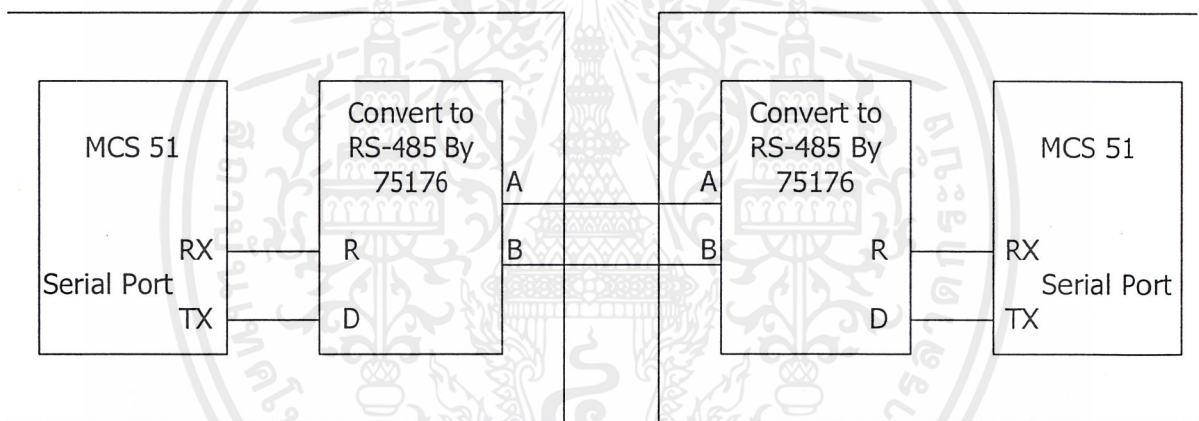 MCS 51
RX
Serial Port
TX
Convert to
RS-485 By
75176
R
D
A
B
Convert to
RS-485 By
75176
A
B
R
D
MCS 51
RX
Serial Port
TX